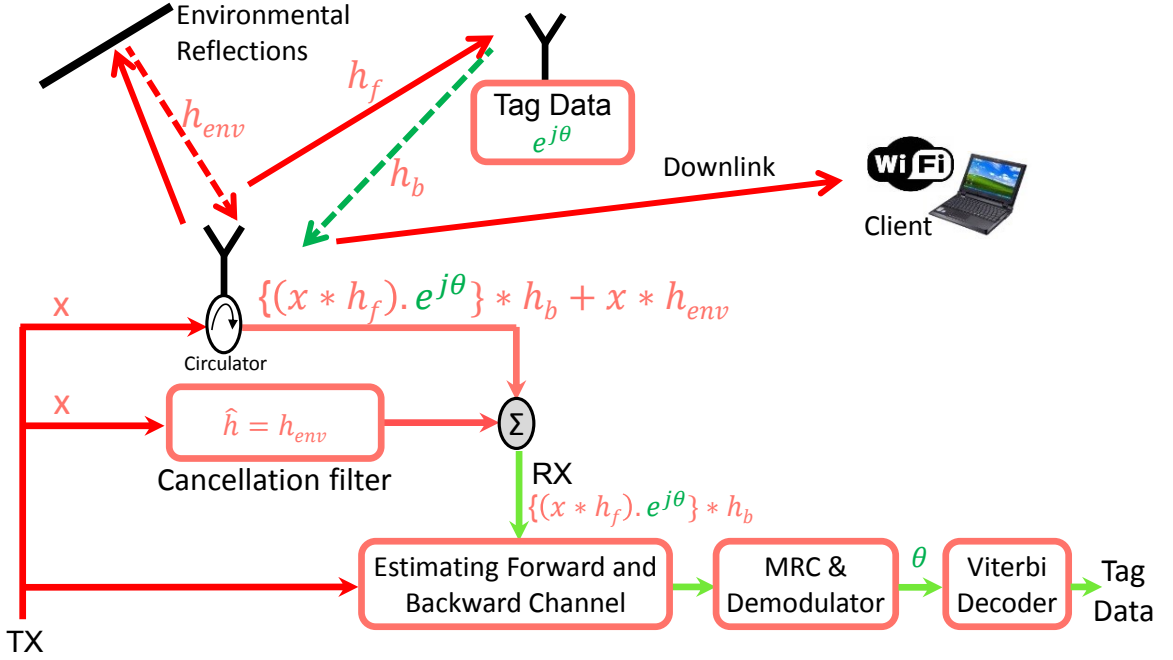 Environmental
Reflections
h_f
h_env
Tag Data
e^{jθ}
h_b
Downlink
Wi Fi
Client
{(x * h_f). e^{jθ}} * h_b + x * h_env
x
Circulator
x
ĥ = h_env
Σ
Cancellation filter
RX
{(x * h_f). e^{jθ}} * h_b
Estimating Forward and
Backward Channel
MRC &
Demodulator
θ
Viterbi
Decoder
Tag
Data
TX